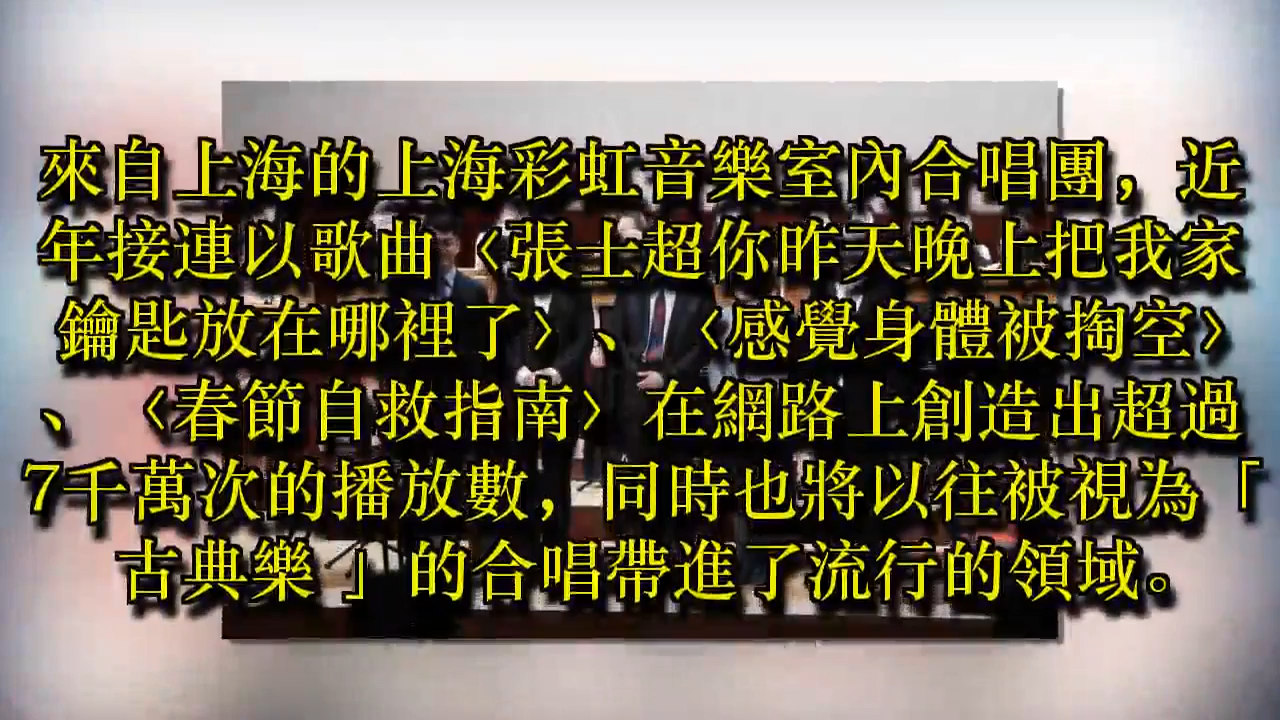 來自上海的上海彩虹音樂室內合唱團，近
年接連以歌曲〈張士超你昨天晚上把我家
鑰匙放在哪裡了〉、〈感覺身體被掏空〉
、〈春節自救指南〉在網路上創造出超過
7千萬次的播放數，同時也將以往被視為「
古典樂 」的合唱帶進了流行的領域。